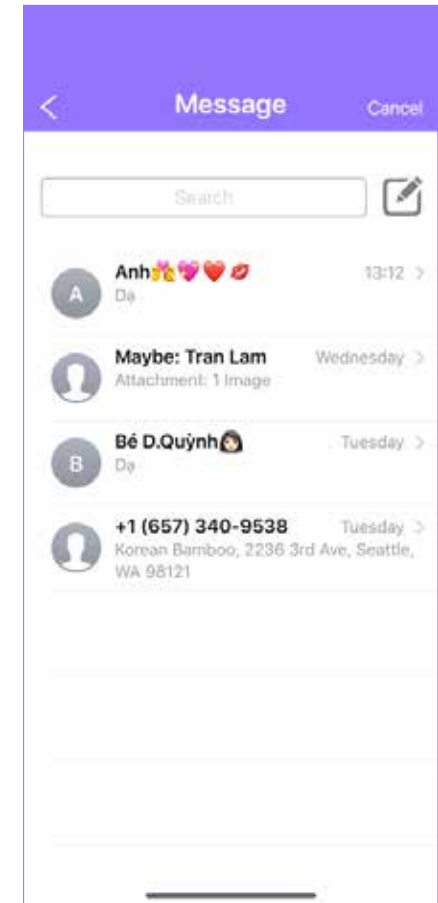 Message
Cancel
Search
A
Anh💏💖❤️💋
13:12
Dạ
Maybe: Tran Lam
Wednesday
Attachment: 1 Image
B
Bé D.Quỳnh👩🏻
Tuesday
Dạ
+1 (657) 340-9538
Tuesday
Korean Bamboo, 2236 3rd Ave, Seattle,
WA 98121